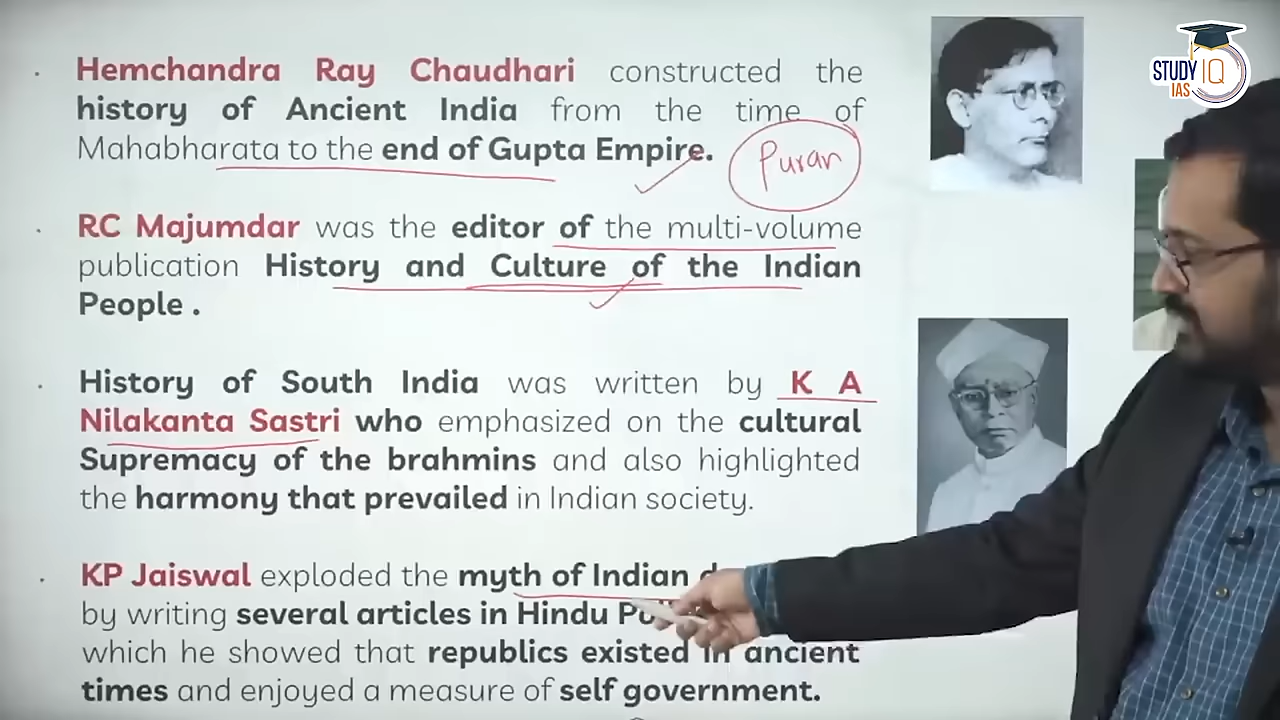 Hemchandra Ray Chaudhari constructed the
history of Ancient India from the time of
Mahabharata to the end of Gupta Empire.
Puran
RC Majumdar was the editor of the multi-volume
publication History and Culture of the Indian
People .
History of South India was written by K A
Nilakanta Sastri who emphasized on the cultural
Supremacy of the brahmins and also highlighted
the harmony that prevailed in Indian society.
KP Jaiswal exploded the myth of Indian
by writing several articles in Hindu
which he showed that republics existed in ancient
times and enjoyed a measure of self government.
STUDY IQ
IAS